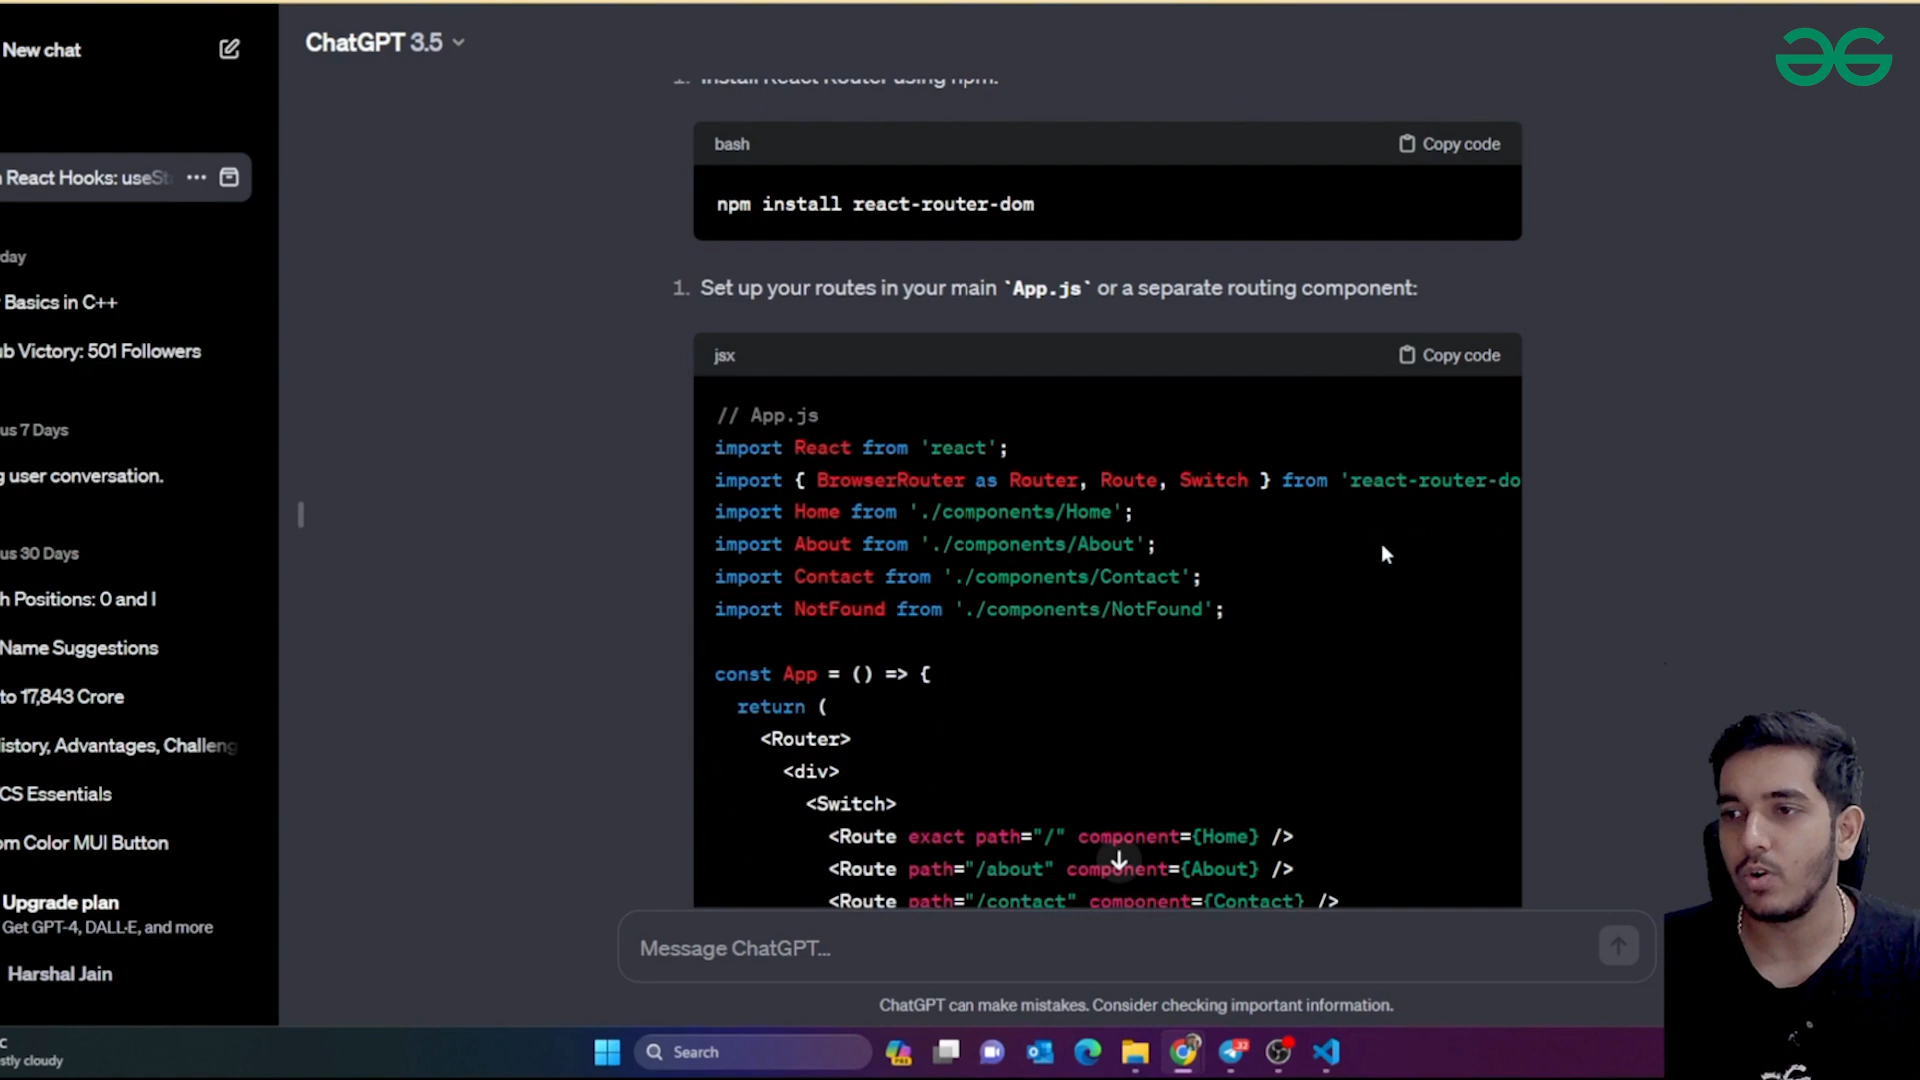 New chat
ChatGPT 3.5
1. Install React Router using npm:
bash
Copy code
npm install react-router-dom
React Hooks: useSt
day
1. Set up your routes in your main `App.js` or a separate routing component:
Basics in C++
ub Victory: 501 Followers
jsx
Copy code
// App.js
us 7 Days
import React from 'react';
g user conversation.
import { BrowserRouter as Router, Route, Switch } from 'react-router-do
import Home from './components/Home';
us 30 Days
import About from './components/About';
import Contact from './components/Contact';
h Positions: 0 and I
import NotFound from './components/NotFound';
Name Suggestions
const App = () => {
to 17,843 Crore
return (
<Router>
istory, Advantages, Challeng
<div>
CS Essentials
<Switch>
om Color MUI Button
<Route exact path="/" component={Home} />
<Route path="/about" component={About} />
<Route path="/contact" component={Contact} />
Upgrade plan
Get GPT-4, DALL·E, and more
Message ChatGPT...
Harshal Jain
ChatGPT can make mistakes. Consider checking important information.
C
stly cloudy
Search